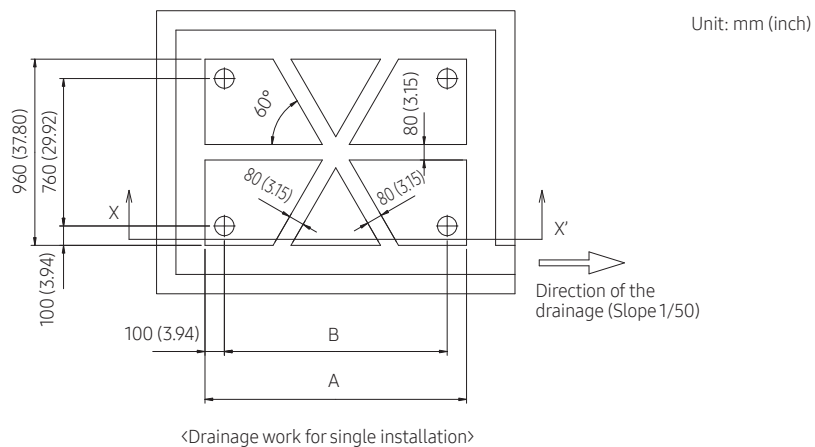 Unit: mm (inch)
960 (37.80)
760 (29.92)
100 (3.94)
60°
80 (3.15)
80 (3.15)
80 (3.15)
X
X'
Direction of the
drainage (Slope 1/50)
100 (3.94)
B
A
<Drainage work for single installation>